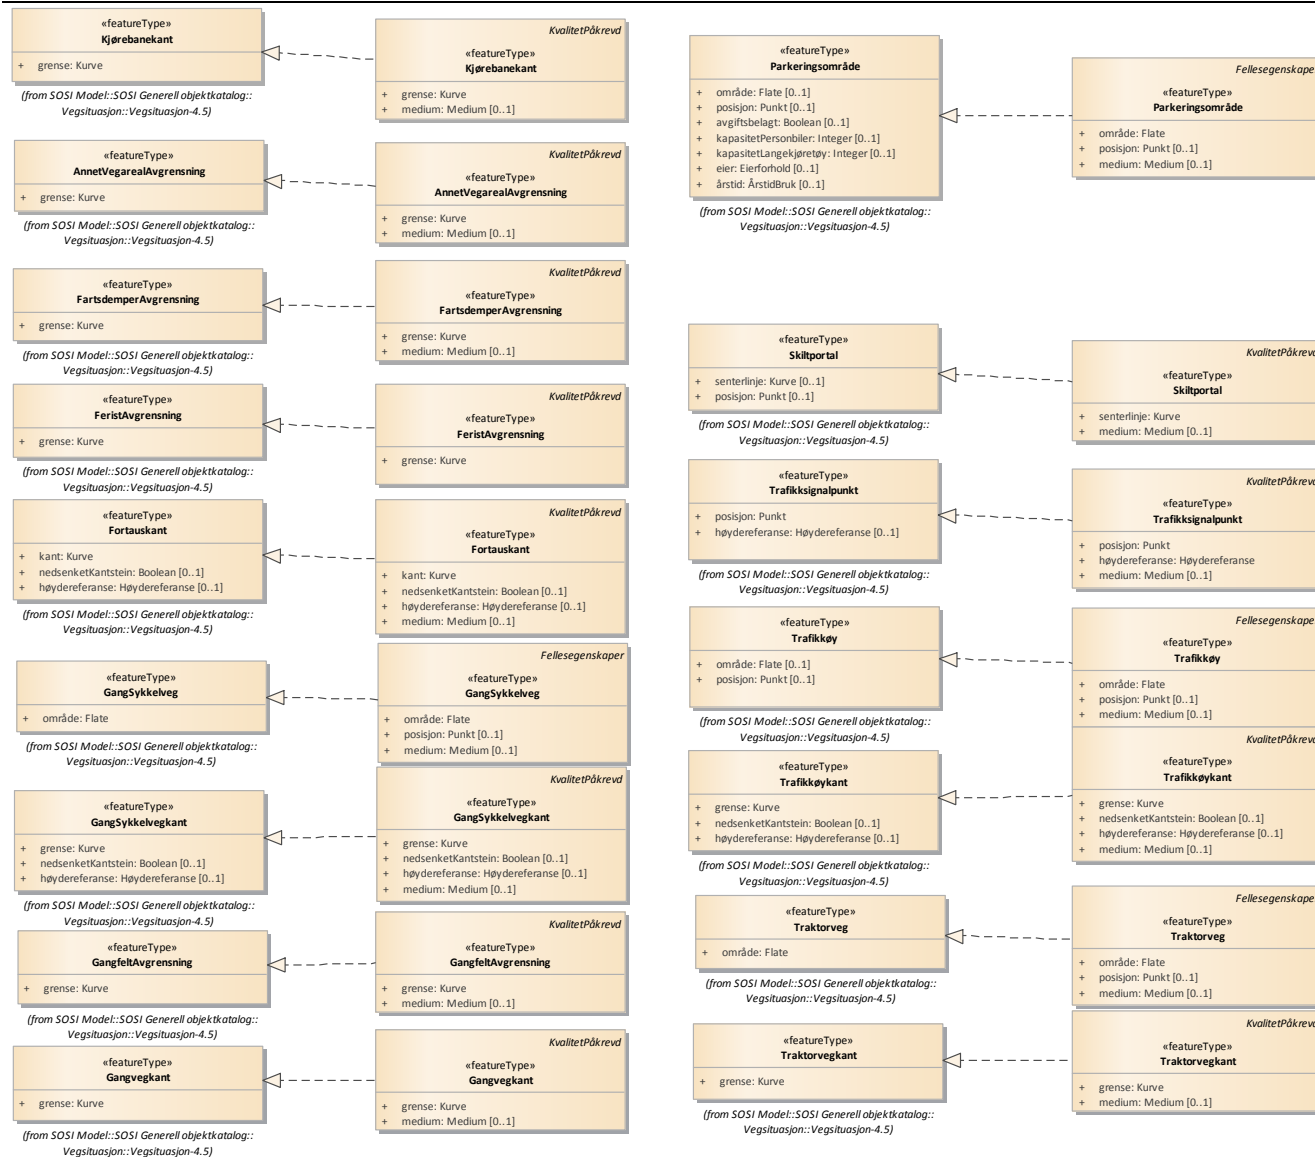 «featureType»
Kjørebanekant
+ grense: Kurve
(from SOSI Model::SOSI Generell objektkatalog::
Vegsituasjon::Vegsituasjon-4.5)
KvalitetPåkrevd
«featureType»
Kjørebanekant
+ grense: Kurve
+ medium: Medium [0..1]
«featureType»
AnnetVegarealAvgrensning
+ grense: Kurve
(from SOSI Model::SOSI Generell objektkatalog::
Vegsituasjon::Vegsituasjon-4.5)
KvalitetPåkrevd
«featureType»
AnnetVegarealAvgrensning
+ grense: Kurve
+ medium: Medium [0..1]
«featureType»
FartsdemperAvgrensning
+ grense: Kurve
(from SOSI Model::SOSI Generell objektkatalog::
Vegsituasjon::Vegsituasjon-4.5)
KvalitetPåkrevd
«featureType»
FartsdemperAvgrensning
+ grense: Kurve
+ medium: Medium [0..1]
«featureType»
FeristAvgrensning
+ grense: Kurve
(from SOSI Model::SOSI Generell objektkatalog::
Vegsituasjon::Vegsituasjon-4.5)
KvalitetPåkrevd
«featureType»
FeristAvgrensning
+ grense: Kurve
«featureType»
Fortauskant
+ kant: Kurve
+ nedsenketKantstein: Boolean [0..1]
+ høydereferanse: Høydereferanse [0..1]
(from SOSI Model::SOSI Generell objektkatalog::
Vegsituasjon::Vegsituasjon-4.5)
KvalitetPåkrevd
«featureType»
Fortauskant
+ kant: Kurve
+ nedsenketKantstein: Boolean [0..1]
+ høydereferanse: Høydereferanse [0..1]
+ medium: Medium [0..1]
«featureType»
GangSykkelveg
+ område: Flate
(from SOSI Model::SOSI Generell objektkatalog::
Vegsituasjon::Vegsituasjon-4.5)
Fellesegenskaper
«featureType»
GangSykkelveg
+ område: Flate
+ posisjon: Punkt [0..1]
+ medium: Medium [0..1]
«featureType»
GangSykkelvegkant
+ grense: Kurve
+ nedsenketKantstein: Boolean [0..1]
+ høydereferanse: Høydereferanse [0..1]
(from SOSI Model::SOSI Generell objektkatalog::
Vegsituasjon::Vegsituasjon-4.5)
KvalitetPåkrevd
«featureType»
GangSykkelvegkant
+ grense: Kurve
+ nedsenketKantstein: Boolean [0..1]
+ høydereferanse: Høydereferanse [0..1]
+ medium: Medium [0..1]
«featureType»
GangfeltAvgrensning
+ grense: Kurve
(from SOSI Model::SOSI Generell objektkatalog::
Vegsituasjon::Vegsituasjon-4.5)
KvalitetPåkrevd
«featureType»
GangfeltAvgrensning
+ grense: Kurve
+ medium: Medium [0..1]
«featureType»
Gangvegkant
+ grense: Kurve
(from SOSI Model::SOSI Generell objektkatalog::
Vegsituasjon::Vegsituasjon-4.5)
KvalitetPåkrevd
«featureType»
Gangvegkant
+ grense: Kurve
+ medium: Medium [0..1]
«featureType»
Parkeringsområde
+ område: Flate [0..1]
+ posisjon: Punkt [0..1]
+ avgiftsbelagt: Boolean [0..1]
+ kapasitetPersonbiler: Integer [0..1]
+ kapasitetLangekjøretøy: Integer [0..1]
+ eier: Eierforhold [0..1]
+ årstid: ÅrstidBruk [0..1]
(from SOSI Model::SOSI Generell objektkatalog::
Vegsituasjon::Vegsituasjon-4.5)
Fellesegenskape
«featureType»
Parkeringsområde
+ område: Flate
+ posisjon: Punkt [0..1]
+ medium: Medium [0..1]
«featureType»
Skiltportal
+ senterlinje: Kurve [0..1]
+ posisjon: Punkt [0..1]
(from SOSI Model::SOSI Generell objektkatalog::
Vegsituasjon::Vegsituasjon-4.5)
KvalitetPåkrevd
«featureType»
Skiltportal
+ senterlinje: Kurve
+ medium: Medium [0..1]
«featureType»
Trafikksignalpunkt
+ posisjon: Punkt
+ høydereferanse: Høydereferanse [0..1]
(from SOSI Model::SOSI Generell objektkatalog::
Vegsituasjon::Vegsituasjon-4.5)
KvalitetPåkrevd
«featureType»
Trafikksignalpunkt
+ posisjon: Punkt
+ høydereferanse: Høydereferanse
+ medium: Medium [0..1]
«featureType»
Trafikkøy
+ område: Flate [0..1]
+ posisjon: Punkt [0..1]
(from SOSI Model::SOSI Generell objektkatalog::
Vegsituasjon::Vegsituasjon-4.5)
Fellesegenskape
«featureType»
Trafikkøy
+ område: Flate
+ posisjon: Punkt [0..1]
+ medium: Medium [0..1]
«featureType»
Trafikkøykant
+ grense: Kurve
+ nedsenketKantstein: Boolean [0..1]
+ høydereferanse: Høydereferanse [0..1]
(from SOSI Model::SOSI Generell objektkatalog::
Vegsituasjon::Vegsituasjon-4.5)
KvalitetPåkrevd
«featureType»
Trafikkøykant
+ grense: Kurve
+ nedsenketKantstein: Boolean [0..1]
+ høydereferanse: Høydereferanse [0..1]
+ medium: Medium [0..1]
«featureType»
Traktorveg
+ område: Flate
(from SOSI Model::SOSI Generell objektkatalog::
Vegsituasjon::Vegsituasjon-4.5)
Fellesegenskape
«featureType»
Traktorveg
+ område: Flate
+ posisjon: Punkt [0..1]
+ medium: Medium [0..1]
«featureType»
Traktorvegkant
+ grense: Kurve
(from SOSI Model::SOSI Generell objektkatalog::
Vegsituasjon::Vegsituasjon-4.5)
KvalitetPåkrevd
«featureType»
Traktorvegkant
+ grense: Kurve
+ medium: Medium [0..1]